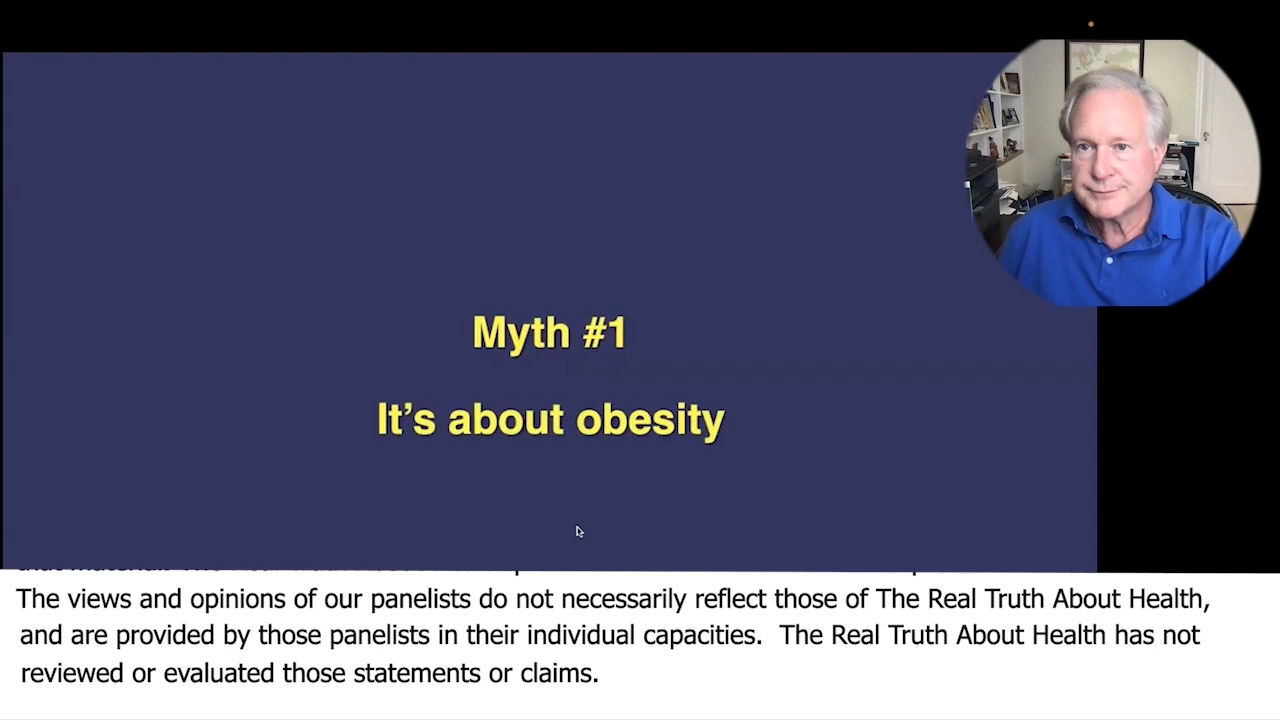 Myth #1
It's about obesity
The views and opinions of our panelists do not necessarily reflect those of The Real Truth About Health,
and are provided by those panelists in their individual capacities. The Real Truth About Health has not
reviewed or evaluated those statements or claims.